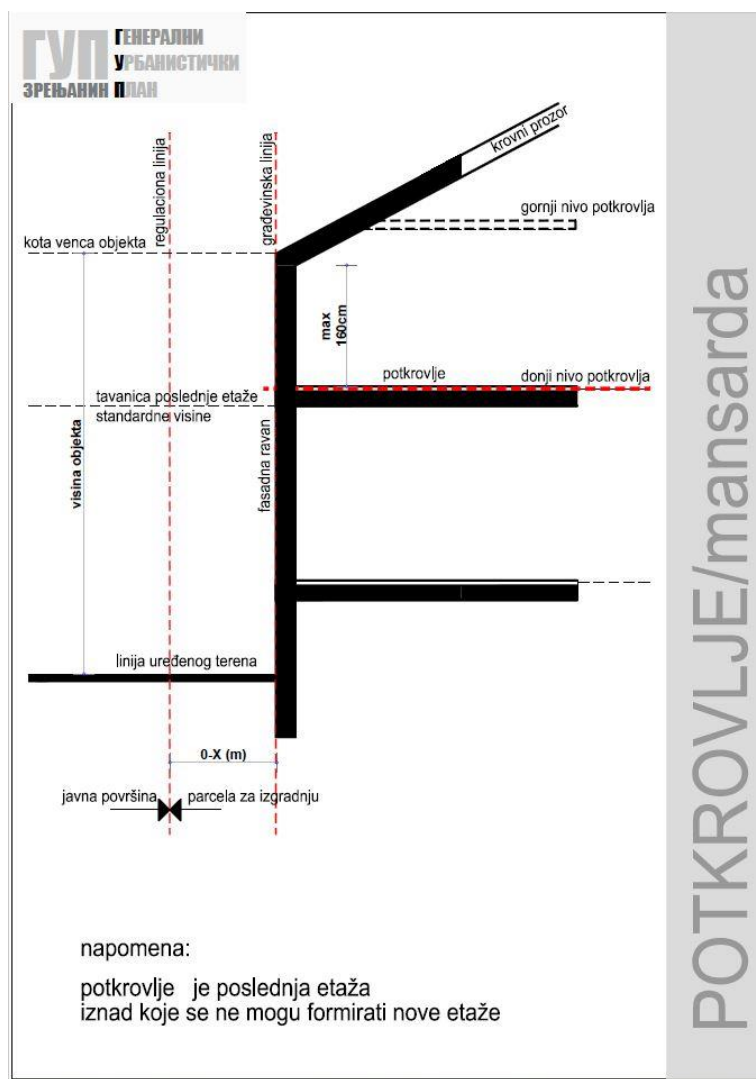 ГУП ГЕНЕРАЛНИ
УРБАНИСТИЧКИ
ЗРЕЊАНИН ПЛАН
krovni prozor
regulaciona linija
građevinska linija
gornji nivo potkrovlja
kota venca objekta
max
160cm
potkrovlje
donji nivo potkrovlja
tavanica poslednje etaže
standardne visine
visina objekta
fasadna ravan
linija uređenog terena
0-X (m)
javna površina
parcela za izgradnju
napomena:
potkrovlje je poslednja etaža
iznad koje se ne mogu formirati nove etaže
POTKROVLJE/mansarda